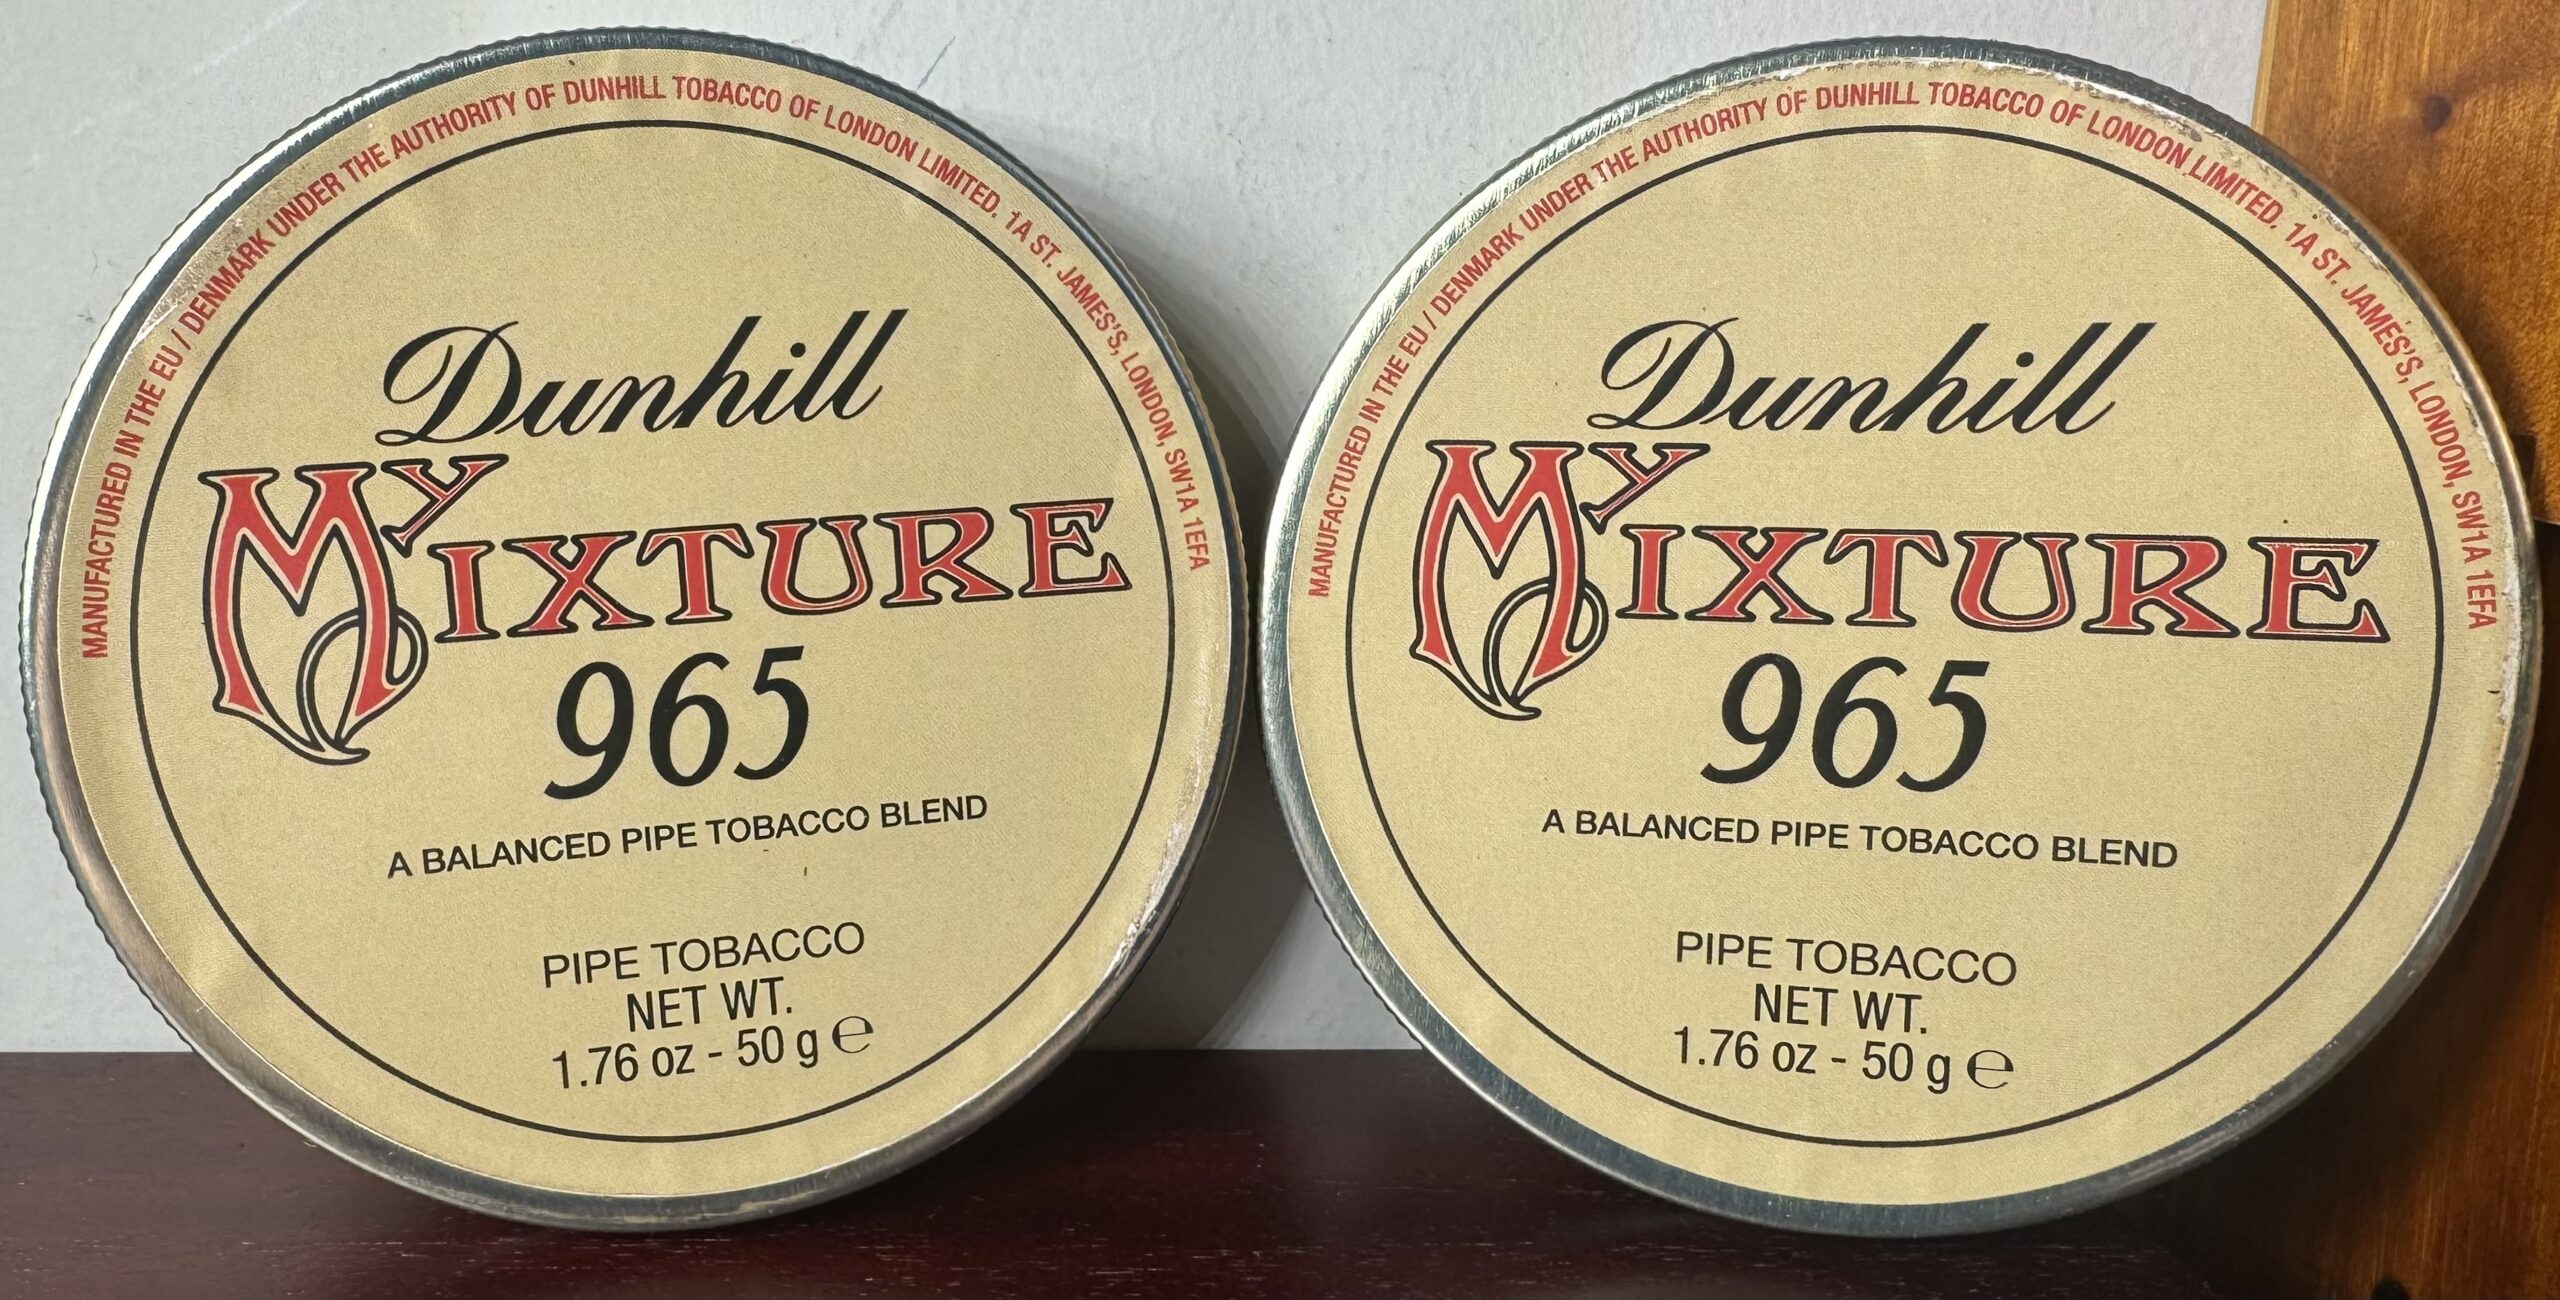 MANUFACTURED IN THE EU / DENMARK UNDER THE AUTHORITY OF DUNHILL TOBACCO OF LONDON LIMITED. 1A ST. JAMES'S, LONDON, SW1A 1EFA
Dunhill
My MIXTURE
965
A BALANCED PIPE TOBACCO BLEND
PIPE TOBACCO
NET WT.
1.76 oz - 50 g ℮
MANUFACTURED IN THE EU / DENMARK UNDER THE AUTHORITY OF DUNHILL TOBACCO OF LONDON LIMITED. 1A ST. JAMES'S, LONDON, SW1A 1EFA
Dunhill
My MIXTURE
965
A BALANCED PIPE TOBACCO BLEND
PIPE TOBACCO
NET WT.
1.76 oz - 50 g ℮